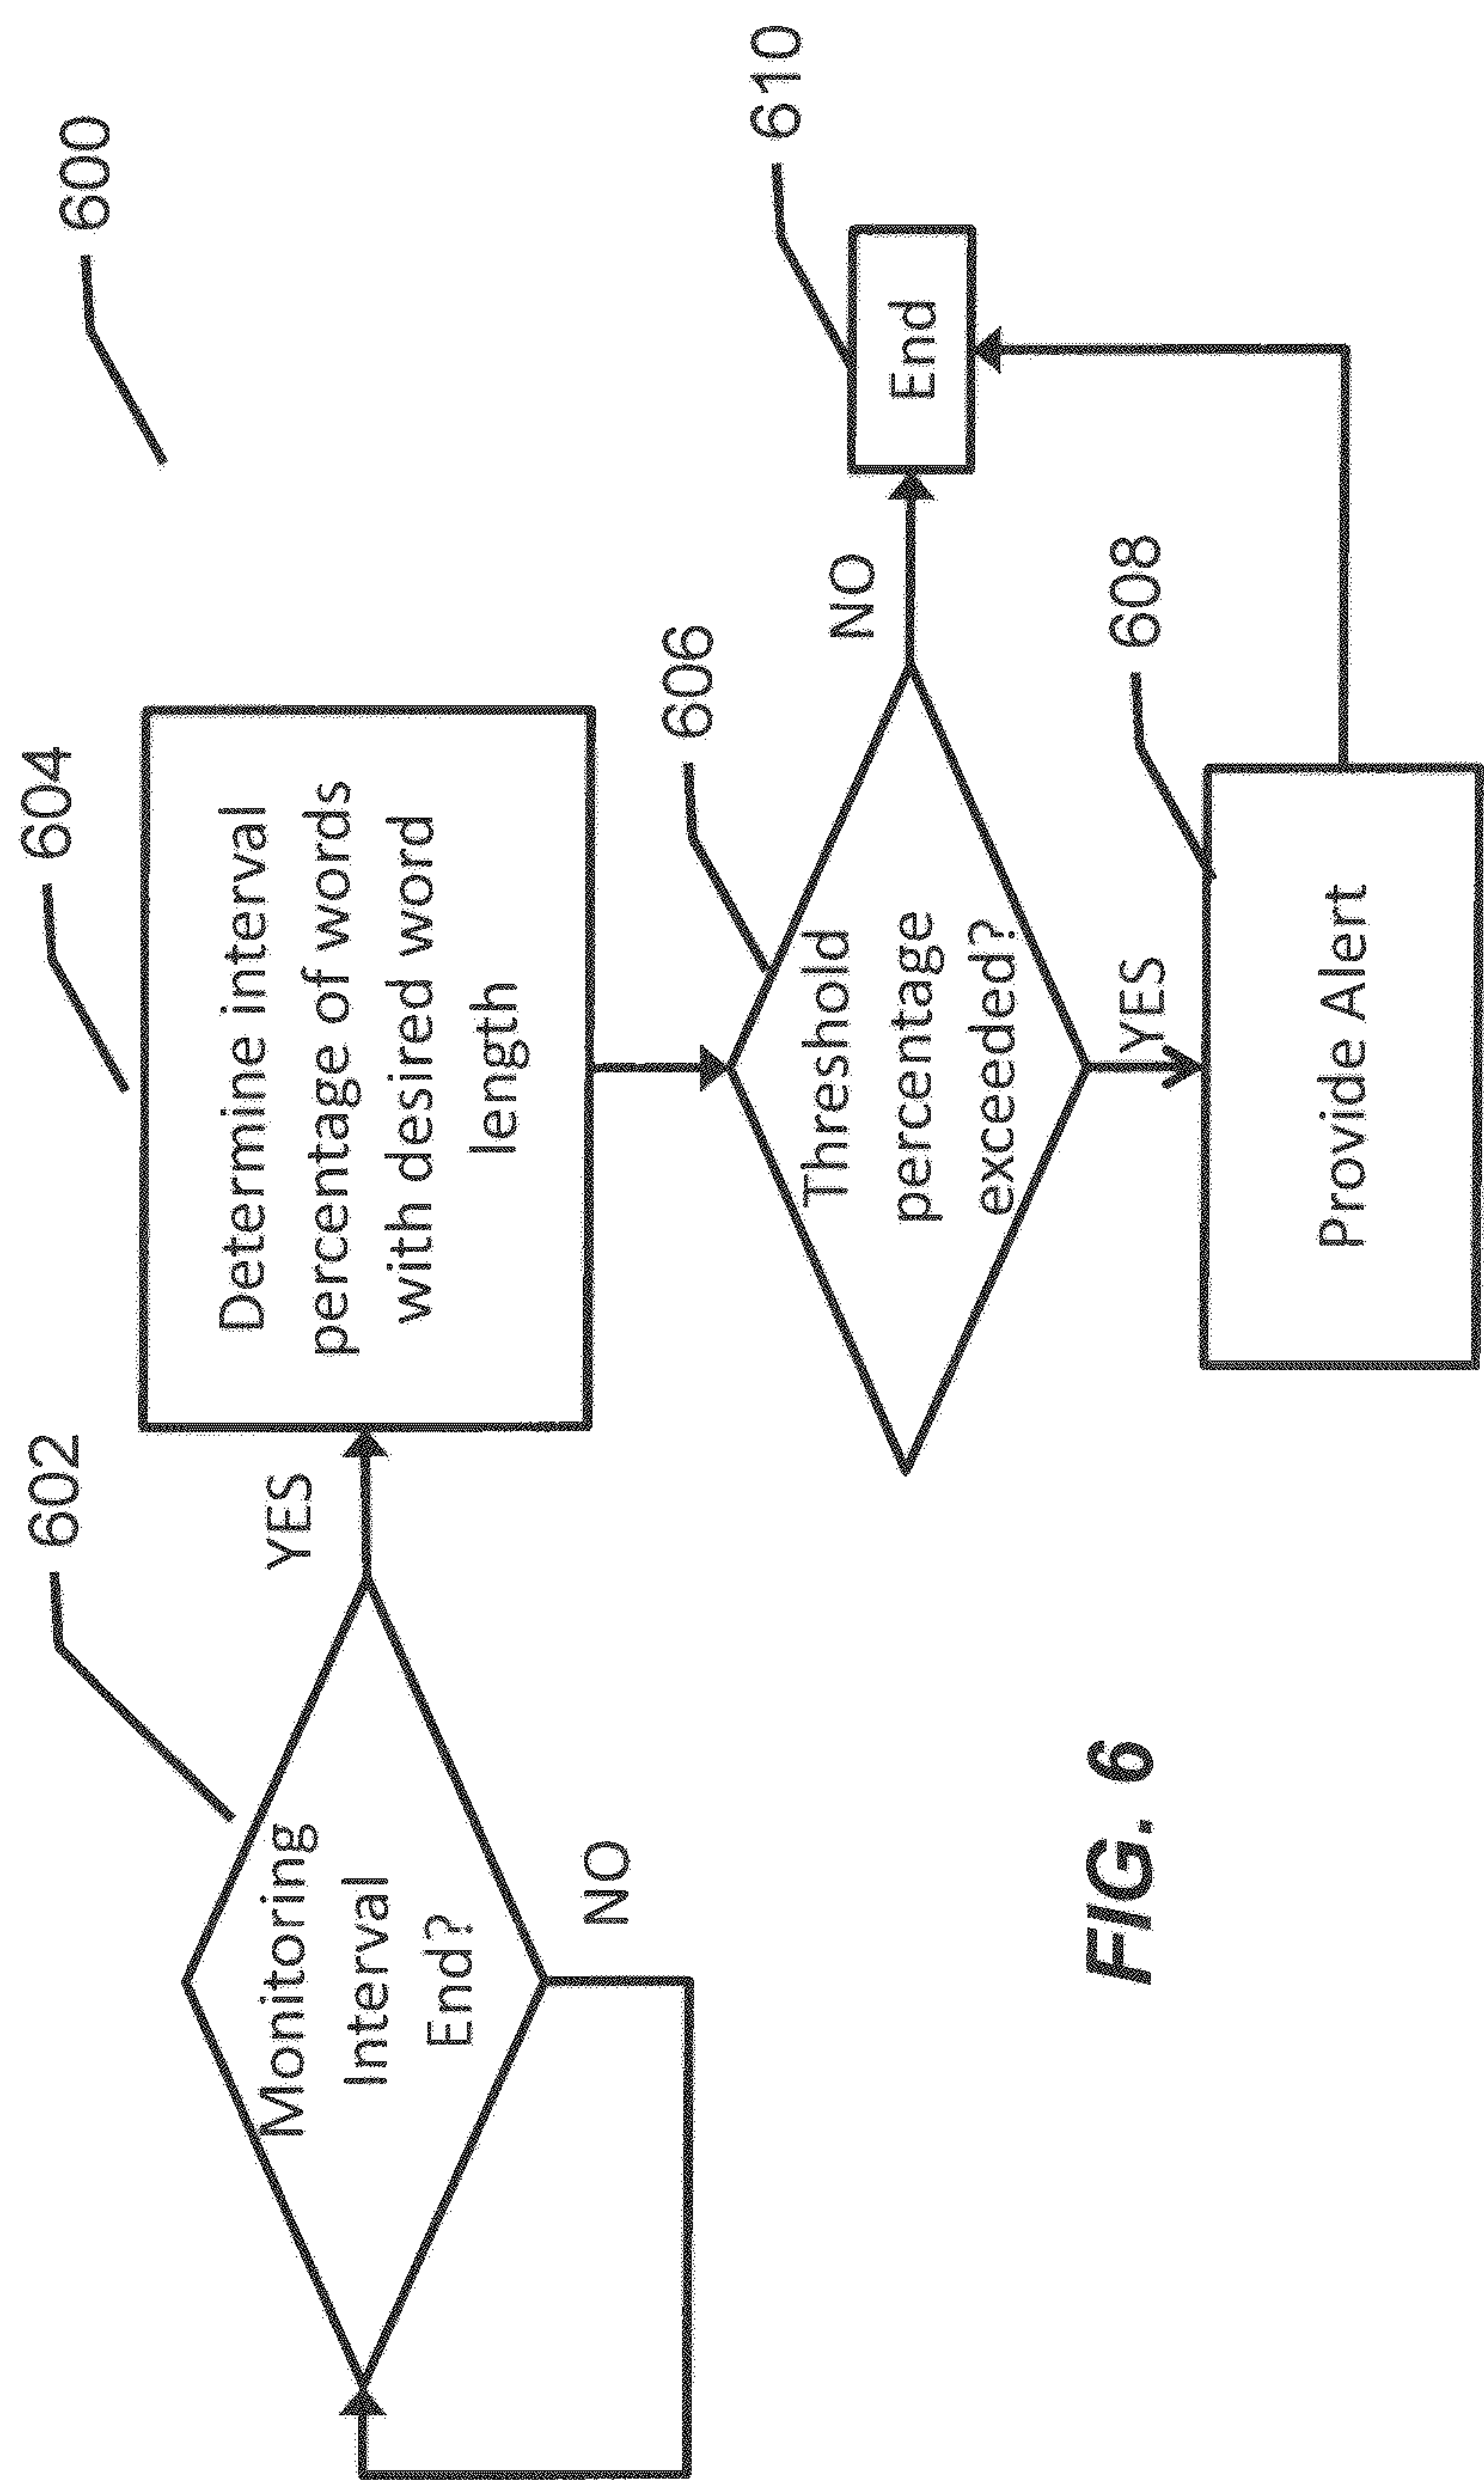 600
602
Monitoring
Interval
End?
YES
NO
604
Determine interval
percentage of words
with desired word
length
606
Threshold
percentage
exceeded?
NO
YES
610
End
608
Provide Alert
FIG. 6